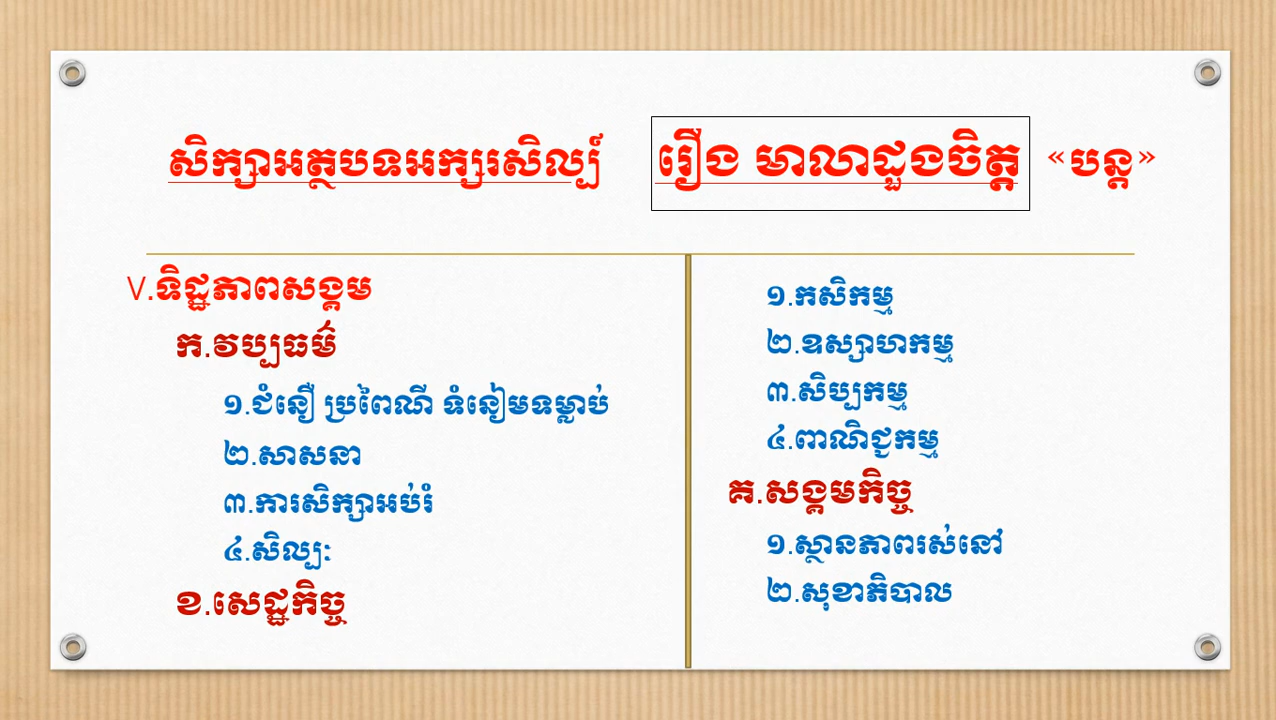 សិក្សាអត្ថបទអក្សរសិល្ប៍ រឿង មាលាដួងចិត្ត «បន្ត»
V.ទិដ្ឋភាពសង្គម
ក.វប្បធម៌
១.ជំនឿ ប្រពៃណី ទំនៀមទម្លាប់
២.សាសនា
៣.ការសិក្សាអប់រំ
៤.សិល្បៈ
ខ.សេដ្ឋកិច្ច
១.កសិកម្ម
២.ឧស្សាហកម្ម
៣.សិប្បកម្ម
៤.ពាណិជ្ជកម្ម
គ.សង្គមកិច្ច
១.ស្ថានភាពរស់នៅ
២.សុខាភិបាល